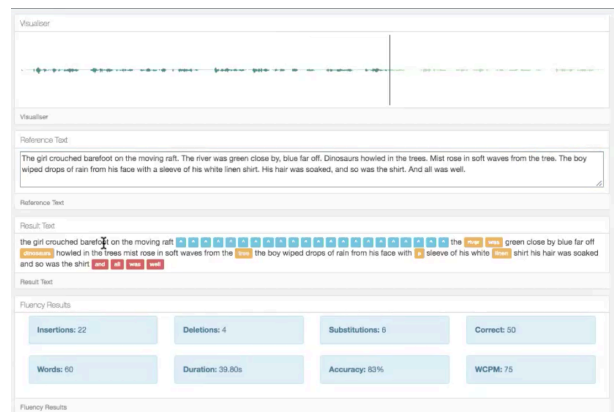 Visualiser
Visualiser
Reference Text
The girl crouched barefoot on the moving raft. The river was green close by, blue far off. Dinosaurs howled in the trees. Mist rose in soft waves from the tree. The boy
wiped drops of rain from his face with a sleeve of his white linen shirt. His hair was soaked, and so was the shirt. And all was well.
Reference Text
Result Text
the girl crouched barefoot on the moving raft * * * * * * * * * * * * * * * * * * * * * * the river was green close by blue far off
dinosaurs howled in the trees mist rose in soft waves from the tree the boy wiped drops of rain from his face with a sleeve of his white linen shirt his hair was soaked
and so was the shirt and all was well
Result Text
Fluency Results
Insertions: 22 Deletions: 4 Substitutions: 6 Correct: 50
Words: 60 Duration: 39.80s Accuracy: 83% WCPM: 75
Fluency Results